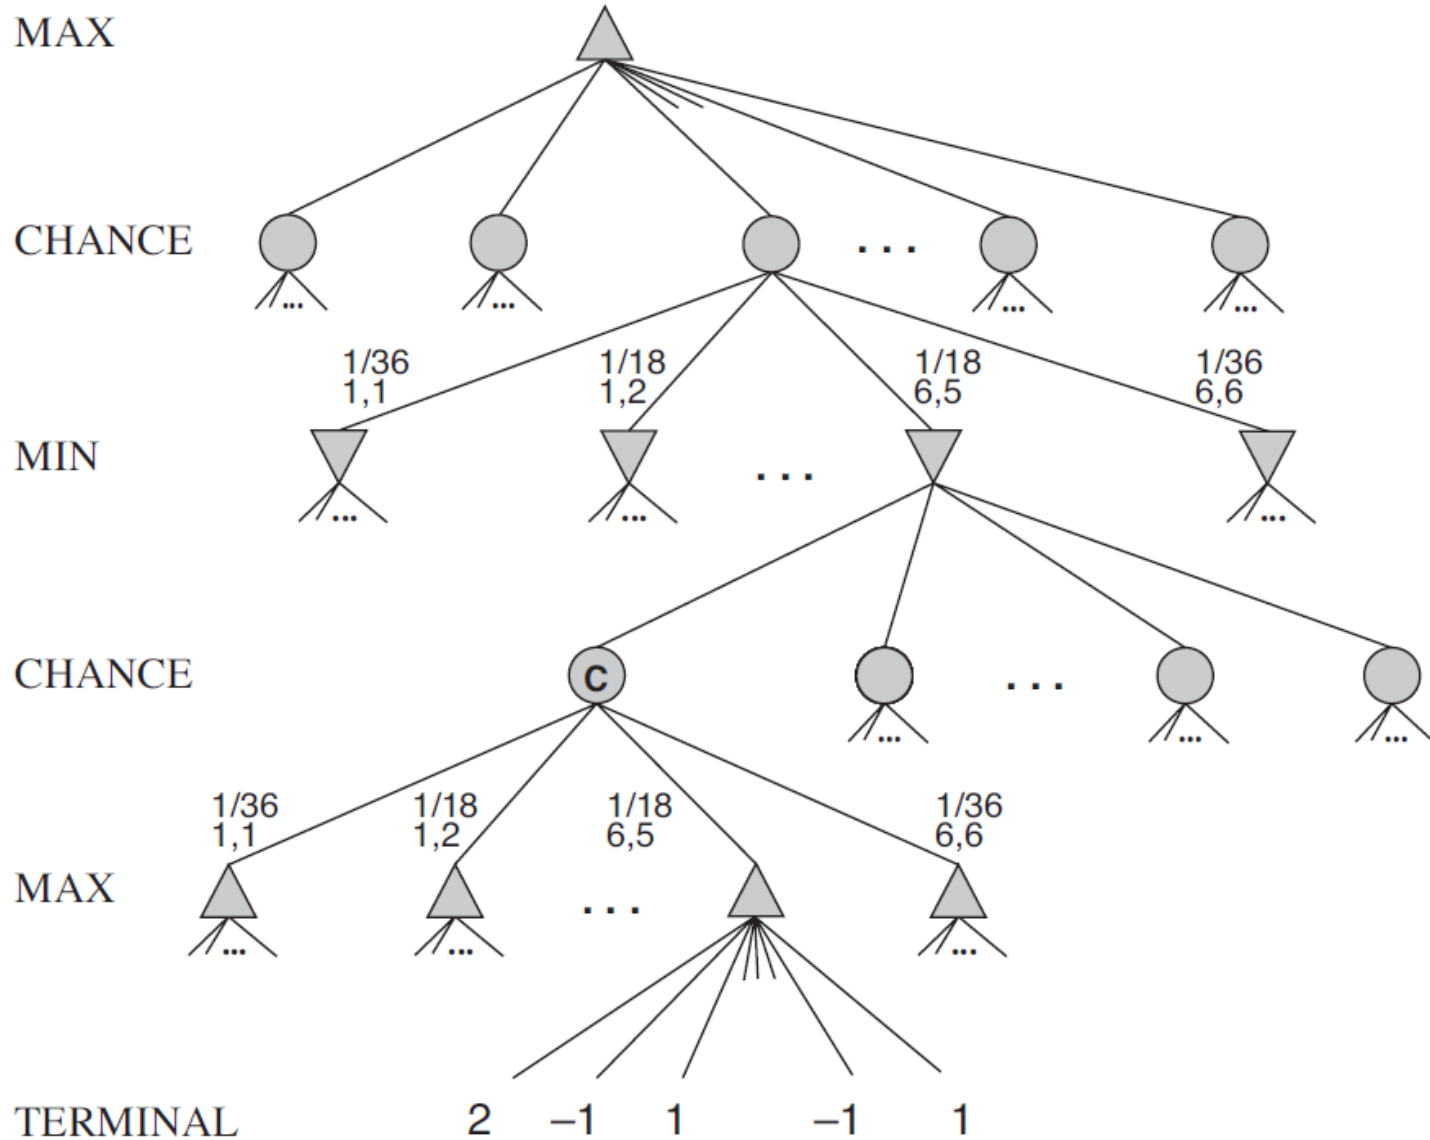 MAX
CHANCE
. . .
... ... ... ...
1/36 1/18 1/18 1/36
1,1 1,2 6,5 6,6
MIN
. . .
... ... ...
CHANCE
C
. . .
... ... ...
1/36 1/18 1/18 1/36
1,1 1,2 6,5 6,6
MAX
. . .
... ... ...
TERMINAL 2 –1 1 –1 1